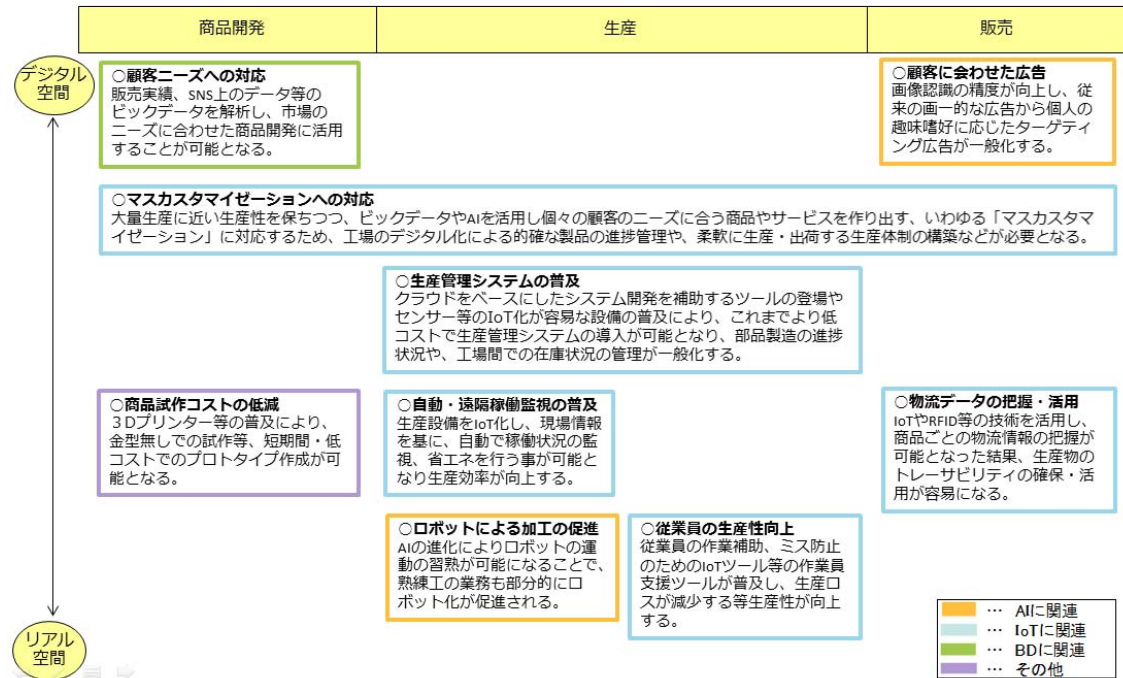 商品開発
生産
販売
デジタル
空間
○顧客ニーズへの対応
販売実績、SNS上のデータ等の
ビックデータを解析し、市場の
ニーズに合わせた商品開発に活用
することが可能となる。
○顧客に会わせた広告
画像認識の精度が向上し、従
来の画一的な広告から個人の
趣味嗜好に応じたターゲティ
ング広告が一般化する。
○マスカスタマイゼーションへの対応
大量生産に近い生産性を保ちつつ、ビックデータやAIを活用し個々の顧客のニーズに合う商品やサービスを作り出す、いわゆる「マスカスタマ
イゼーション」に対応するため、工場のデジタル化による的確な製品の進捗管理や、柔軟に生産・出荷する生産体制の構築などが必要となる。
○生産管理システムの普及
クラウドをベースにしたシステム開発を補助するツールの登場や
センサー等のIoT化が容易な設備の普及により、これまでより低
コストで生産管理システムの導入が可能となり、部品製造の進捗
状況や、工場間での在庫状況の管理が一般化する。
○商品試作コストの低減
３Dプリンター等の普及により、
金型無しでの試作等、短期間・低
コストでのプロトタイプ作成が可
能となる。
○自動・遠隔稼働監視の普及
生産設備をIoT化し、現場情報
を基に、自動で稼働状況の監
視、省エネを行う事が可能と
なり生産効率が向上する。
○物流データの把握・活用
IoTやRFID等の技術を活用し、
商品ごとの物流情報の把握が
可能となった結果、生産物の
トレーサビリティの確保・活
用が容易になる。
○ロボットによる加工の促進
AIの進化によりロボットの運
動の習熟が可能になることで、
熟練工の業務も部分的にロ
ボット化が促進される。
○従業員の生産性向上
従業員の作業補助、ミス防止
のためのIoTツール等の作業員
支援ツールが普及し、生産ロ
スが減少する等生産性が向上
する。
リアル
空間
… AIに関連
… IoTに関連
… BDに関連
… その他